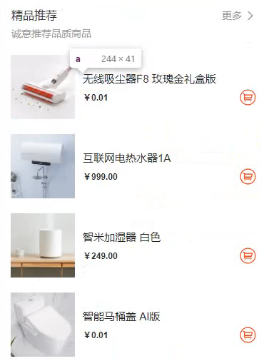 精品推荐
更多
诚意推荐品质商品
a 244 × 41
无线吸尘器F8 玫瑰金礼盒版
¥0.01
互联网电热水器1A
¥999.00
智米加湿器 白色
¥249.00
智能马桶盖 AI版
¥0.01